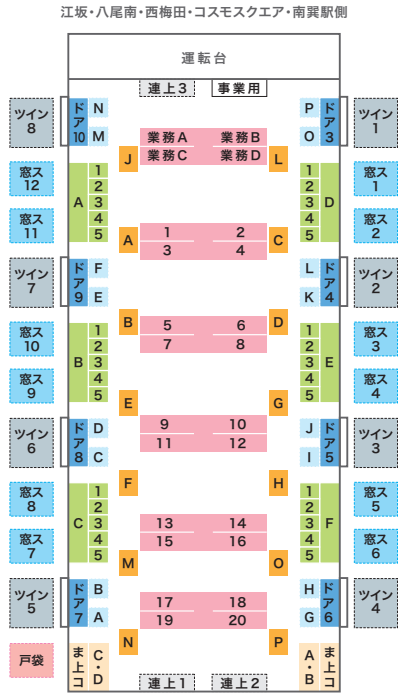 江坂・八尾南・西梅田・コスモスクエア・南巽駅側
運転台
連上3 事業用
ツイン8 ドア10 N P ドア3 ツイン1
M O
業務A 業務B
J 業務C 業務D L
窓ス12 A 1 1 D 窓ス1
2 2
3 3
窓ス11 4 4 窓ス2
5 5
A 1 2 C
3 4
ツイン7 ドア9 F L ドア4 ツイン2
E K
B 5 6 D
7 8
窓ス10 B 1 1 E 窓ス3
2 2
3 3
窓ス9 4 4 窓ス4
5 5
E G
9 10
11 12
ツイン6 ドア8 D J ドア5 ツイン3
C I
F H
窓ス8 C 1 1 F 窓ス5
2 2
3 3
窓ス7 4 4 窓ス6
5 5
13 14
15 16
M O
ツイン5 ドア7 B H ドア6 ツイン4
A G
17 18
19 20
N P
戸袋 ま上コ C・D A・B ま上コ
連上1 連上2